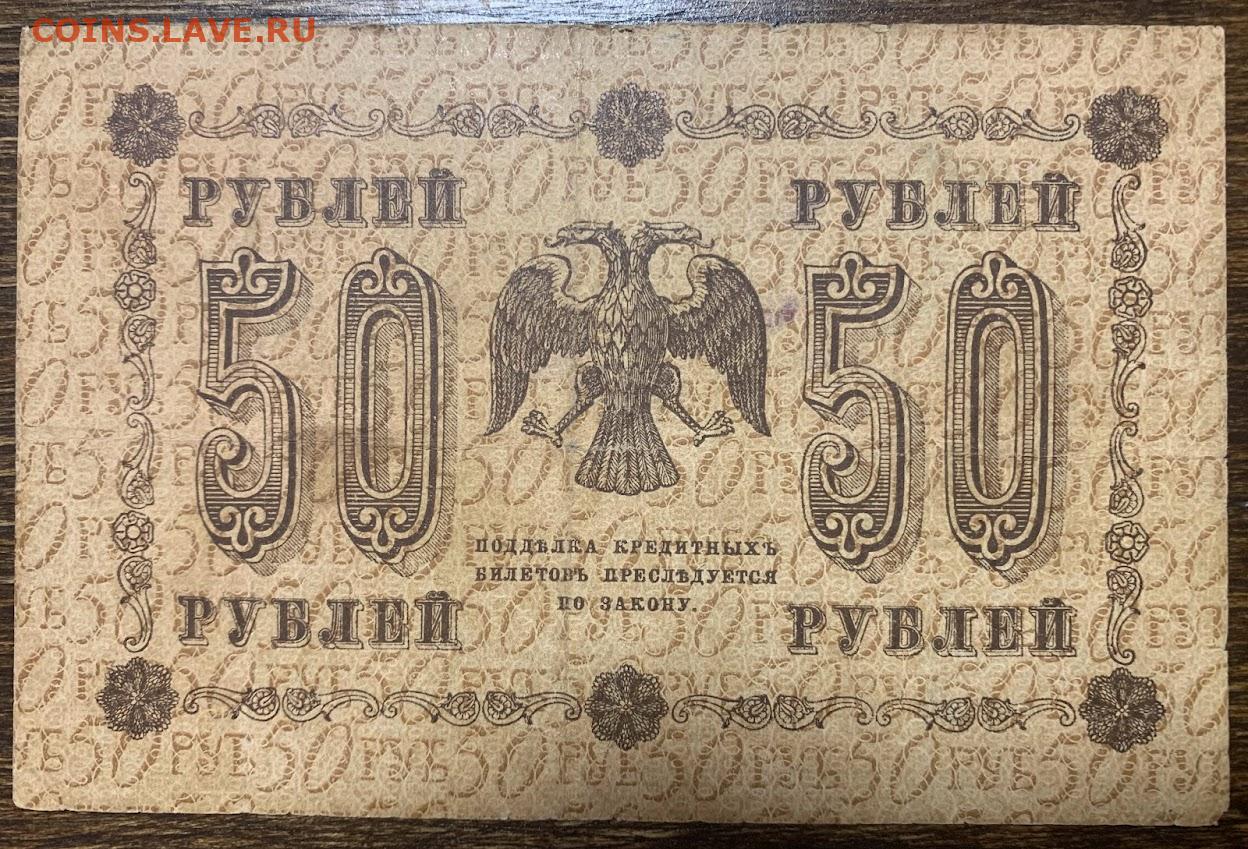 COINS.LAVE.RU
РУБЛЕЙ РУБЛЕЙ
50 50
ПОДДѢЛКА КРЕДИТНЫХЪ
БИЛЕТОВЪ ПРЕСЛѢДУЕТСЯ
ПО ЗАКОНУ.
РУБЛЕЙ РУБЛЕЙ